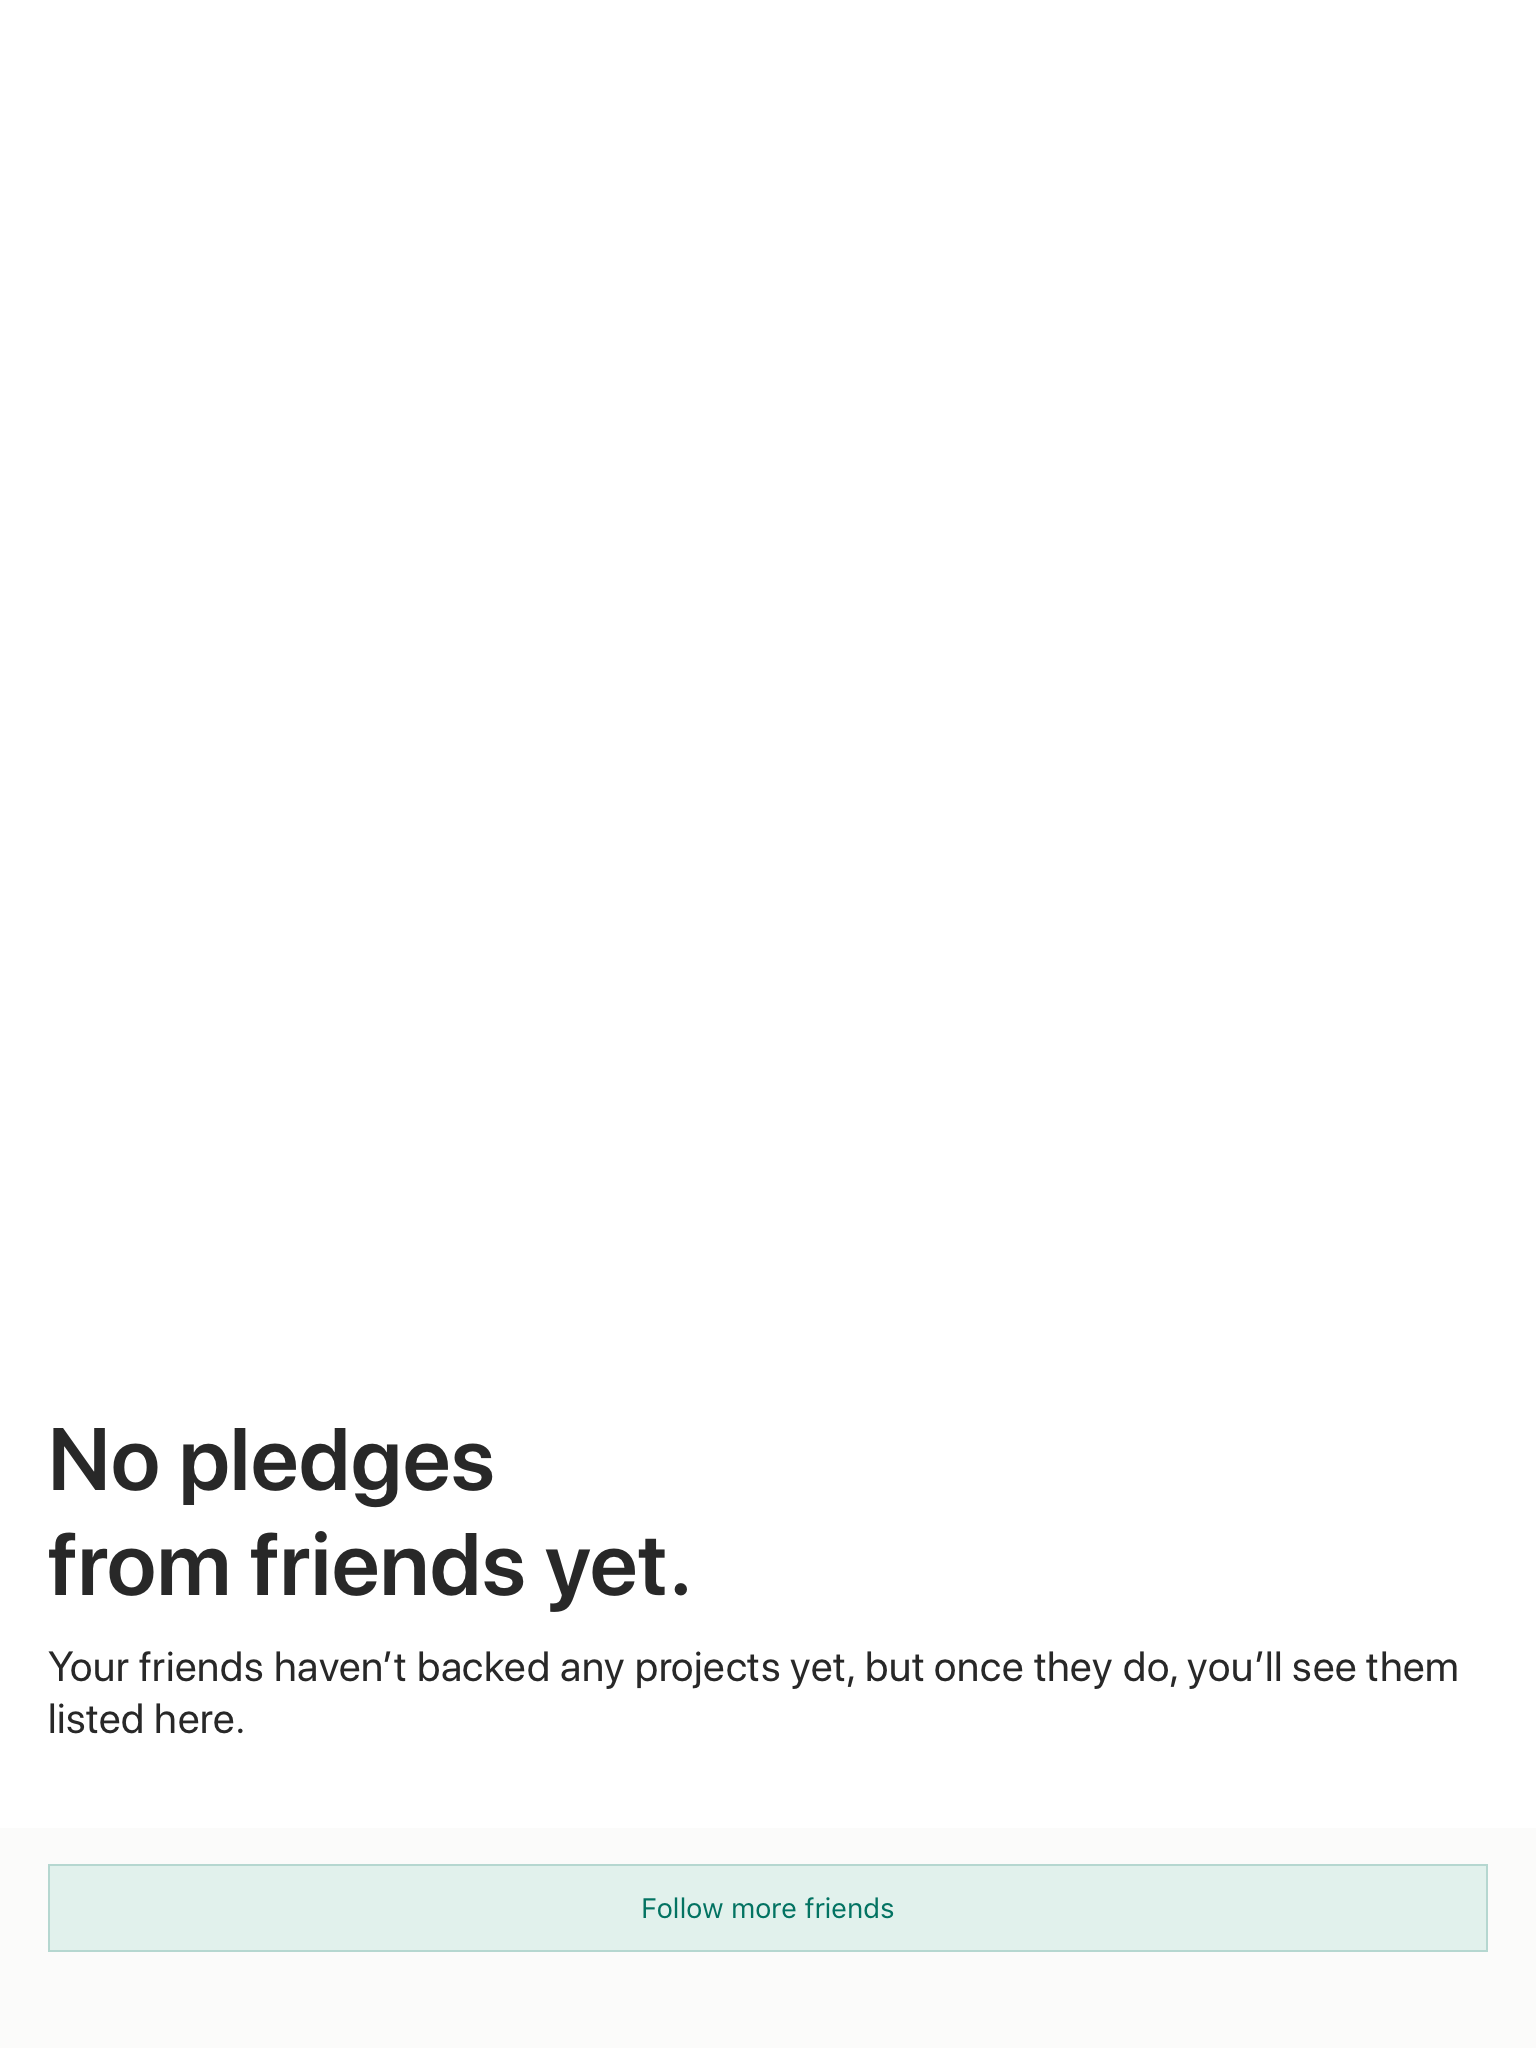 No pledges
from friends yet.
Your friends haven’t backed any projects yet, but once they do, you’ll see them
listed here.
Follow more friends